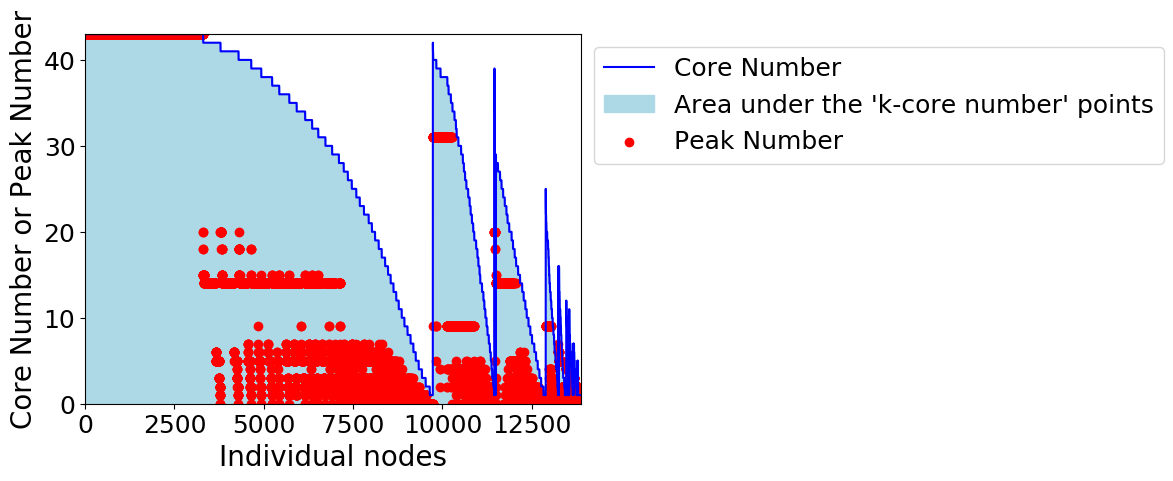 Core Number or Peak Number
40
30
20
10
0
0 2500 5000 7500 10000 12500
Individual nodes
Core Number
Area under the 'k-core number' points
Peak Number